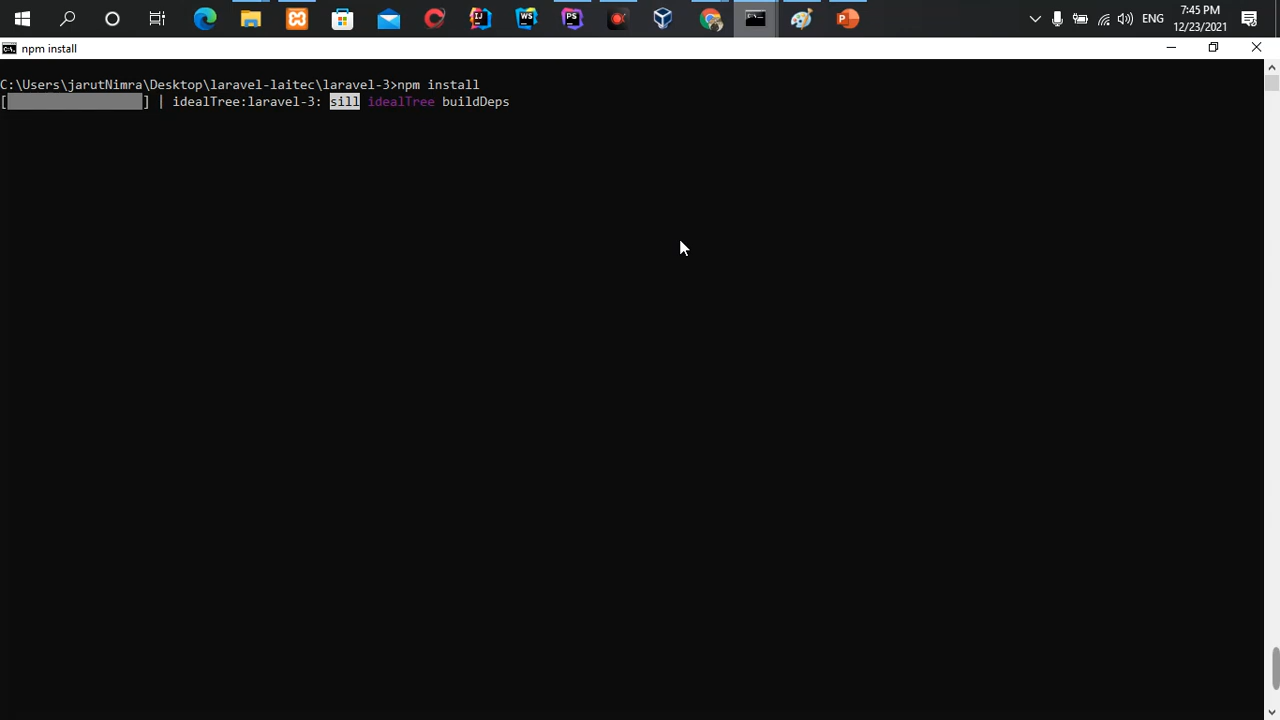 7:45 PM
ENG
12/23/2021
npm install
C:\Users\jarutNimra\Desktop\laravel-laitec\laravel-3>npm install
[                  ] | idealTree:laravel-3: sill idealTree buildDeps